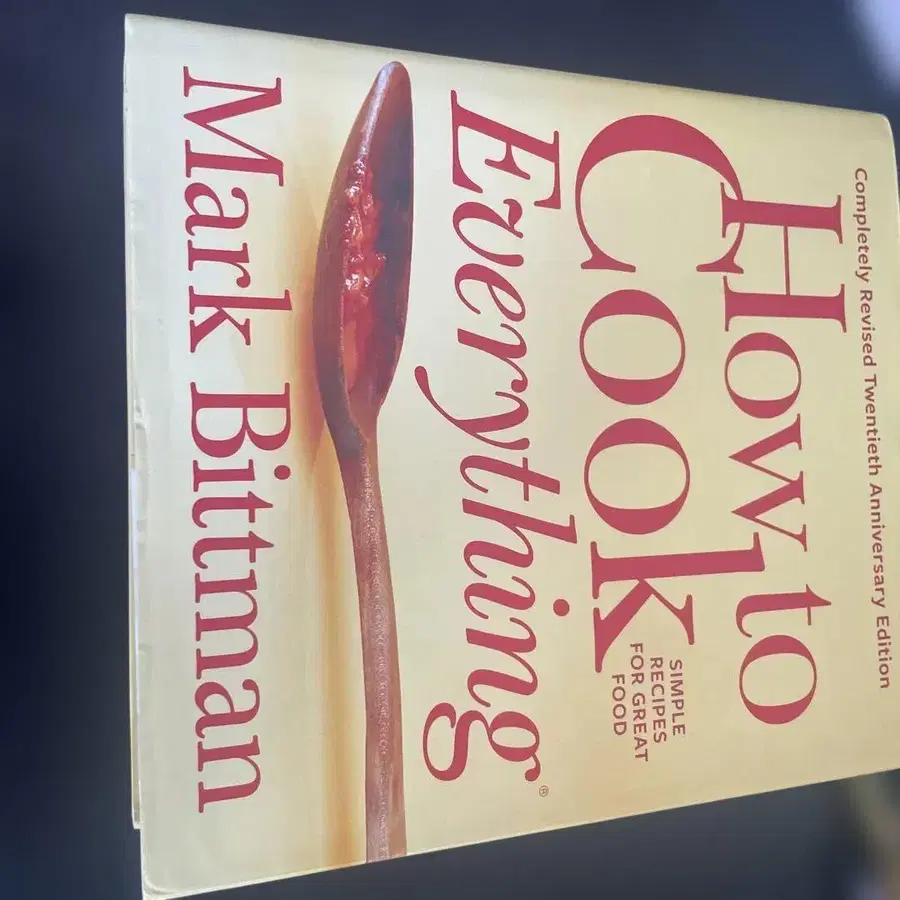 Completely Revised Twentieth Anniversary Edition
How to
Cook
SIMPLE
RECIPES
FOR GREAT
FOOD
Everything®
Mark Bittman